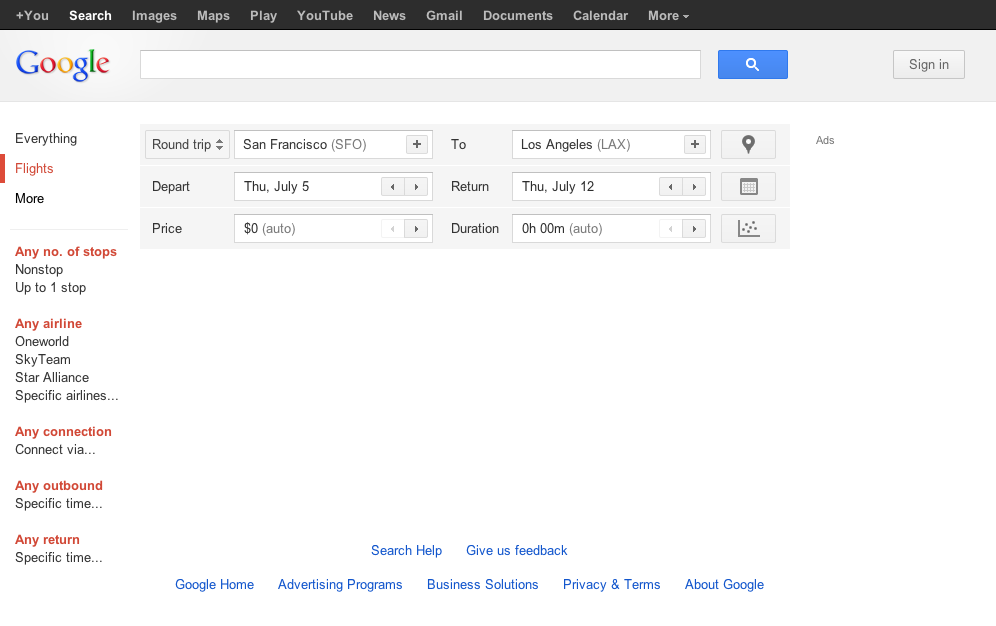 +You Search Images Maps Play YouTube News Gmail Documents Calendar More
Google
Sign in
Everything
Flights
More
Any no. of stops
Nonstop
Up to 1 stop
Any airline
Oneworld
SkyTeam
Star Alliance
Specific airlines...
Any connection
Connect via...
Any outbound
Specific time...
Any return
Specific time...
Round trip San Francisco (SFO) + To Los Angeles (LAX) +
Depart Thu, July 5 Return Thu, July 12
Price $0 (auto) Duration 0h 00m (auto)
Ads
Search Help Give us feedback
Google Home Advertising Programs Business Solutions Privacy & Terms About Google